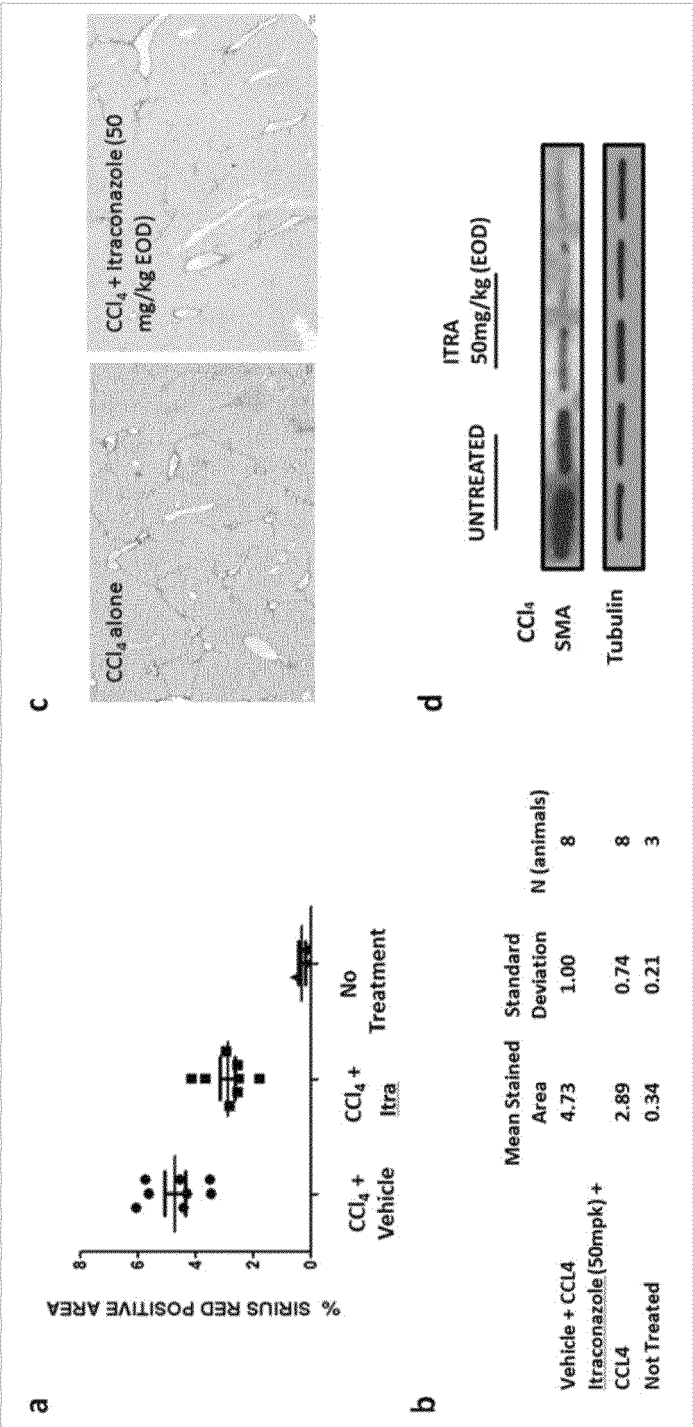 a
% SIRIUS RED POSITIVE AREA
8
6
4
2
0
CCl₄ +
Vehicle
CCl₄ +
Itra
No
Treatment
b
Mean Stained
Area
Standard
Deviation
N (animals)
Vehicle + CCL4 4.73 1.00 8
Itraconazole (50mpk) +
CCL4 2.89 0.74 8
Not Treated 0.34 0.21 3
c
CCl₄ alone
CCl₄ + Itraconazole (50
mg/kg EOD)
d
UNTREATED
ITRA
50mg/kg (EOD)
CCl₄
SMA
Tubulin